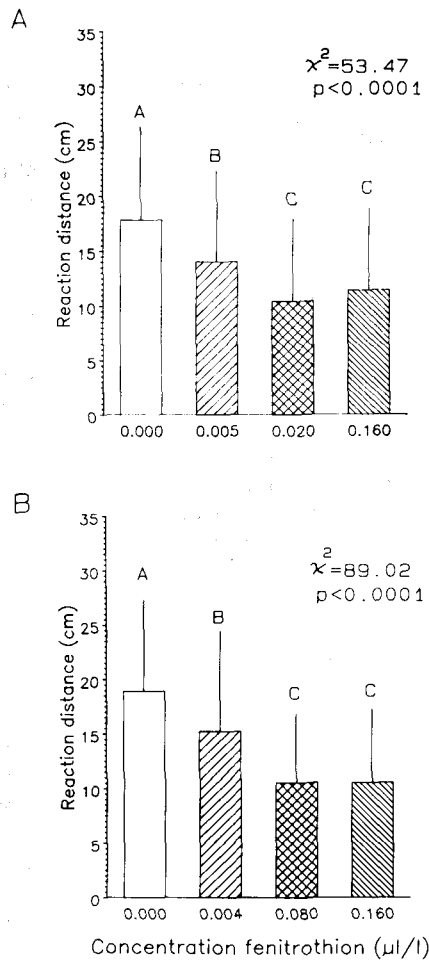 A
35
χ²=53.47
p<0.0001
30
A
25
B
20
C
C
15
10
5
0
Reaction distance (cm)
0.000 0.005 0.020 0.160
B
35
χ²=89.02
p<0.0001
30
A
25
B
20
C
C
15
10
5
0
Reaction distance (cm)
0.000 0.004 0.080 0.160
Concentration fenitrothion (µl/l)